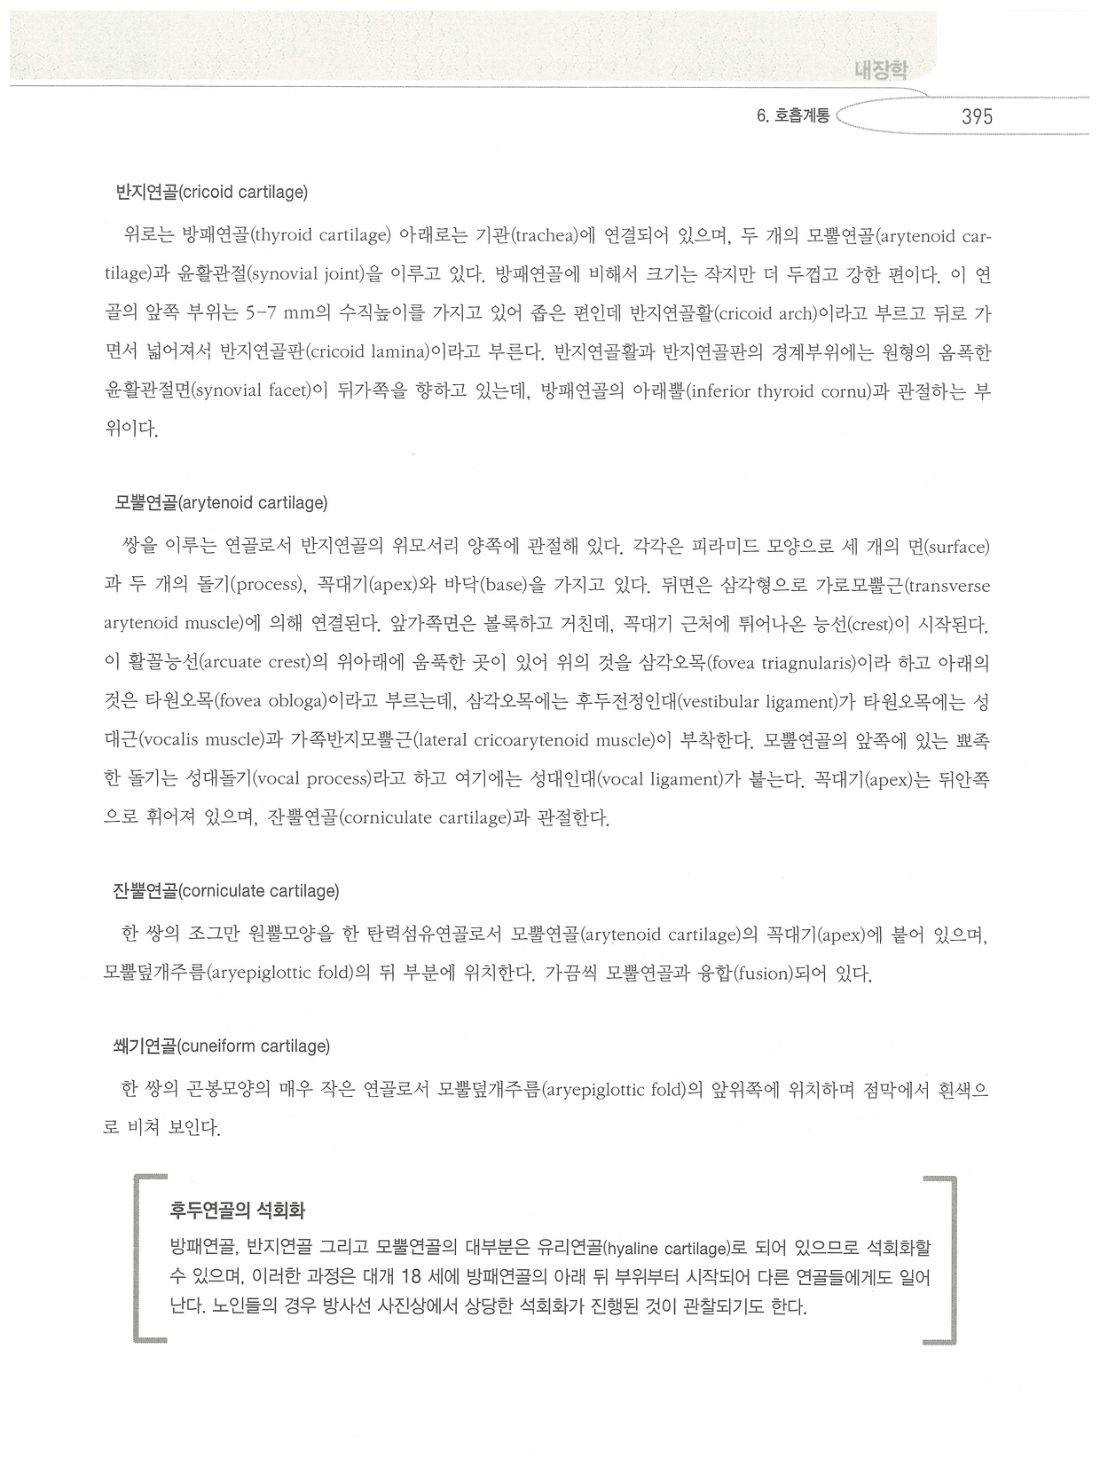 내장학
6. 호흡계통
395
반지연골(cricoid cartilage)
위로는 방패연골(thyroid cartilage) 아래로는 기관(trachea)에 연결되어 있으며, 두 개의 모뿔연골(arytenoid car-
tilage)과 윤활관절(synovial joint)을 이루고 있다. 방패연골에 비해서 크기는 작지만 더 두껍고 강한 편이다. 이 연
골의 앞쪽 부위는 5-7 mm의 수직높이를 가지고 있어 좁은 편인데 반지연골활(cricoid arch)이라고 부르고 뒤로 가
면서 넓어져서 반지연골판(cricoid lamina)이라고 부른다. 반지연골활과 반지연골판의 경계부위에는 원형의 옴폭한
윤활관절면(synovial facet)이 뒤가쪽을 향하고 있는데, 방패연골의 아래뿔(inferior thyroid cornu)과 관절하는 부
위이다.
모뿔연골(arytenoid cartilage)
쌍을 이루는 연골로서 반지연골의 위모서리 양쪽에 관절해 있다. 각각은 피라미드 모양으로 세 개의 면(surface)
과 두 개의 돌기(process), 꼭대기(apex)와 바닥(base)을 가지고 있다. 뒤면은 삼각형으로 가로모뿔근(transverse
arytenoid muscle)에 의해 연결된다. 앞가쪽면은 볼록하고 거친데, 꼭대기 근처에 튀어나온 능선(crest)이 시작된다.
이 활꼴능선(arcuate crest)의 위아래에 움푹한 곳이 있어 위의 것을 삼각오목(fovea triagnularis)이라 하고 아래의
것은 타원오목(fovea obloga)이라고 부르는데, 삼각오목에는 후두전정인대(vestibular ligament)가 타원오목에는 성
대근(vocalis muscle)과 가쪽반지모뿔근(lateral cricoarytenoid muscle)이 부착한다. 모뿔연골의 앞쪽에 있는 뾰족
한 돌기는 성대돌기(vocal process)라고 하고 여기에는 성대인대(vocal ligament)가 붙는다. 꼭대기(apex)는 뒤안쪽
으로 휘어져 있으며, 잔뿔연골(corniculate cartilage)과 관절한다.
잔뿔연골(corniculate cartilage)
한 쌍의 조그만 원뿔모양을 한 탄력섬유연골로서 모뿔연골(arytenoid cartilage)의 꼭대기(apex)에 붙어 있으며,
모뿔덮개주름(aryepiglottic fold)의 뒤 부분에 위치한다. 가끔씩 모뿔연골과 융합(fusion)되어 있다.
쐐기연골(cuneiform cartilage)
한 쌍의 곤봉모양의 매우 작은 연골로서 모뿔덮개주름(aryepiglottic fold)의 앞위쪽에 위치하며 점막에서 흰색으
로 비쳐 보인다.
후두연골의 석회화
방패연골, 반지연골 그리고 모뿔연골의 대부분은 유리연골(hyaline cartilage)로 되어 있으므로 석회화할
수 있으며, 이러한 과정은 대개 18 세에 방패연골의 아래 뒤 부위부터 시작되어 다른 연골들에게도 일어
난다. 노인들의 경우 방사선 사진상에서 상당한 석회화가 진행된 것이 관찰되기도 한다.